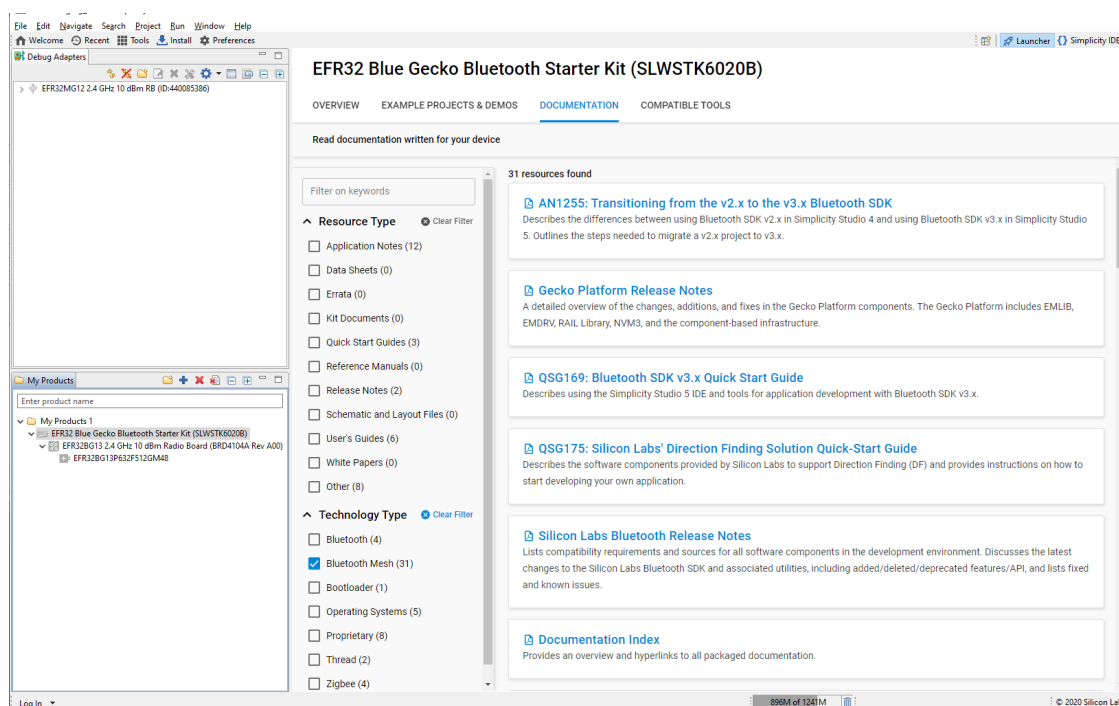 File Edit Navigate Search Project Run Window Help
Welcome Recent Tools Install Preferences
Launcher Simplicity IDE
Debug Adapters
EFR32MG12 2.4 GHz 10 dBm RB (ID:440085386)
My Products
Enter product name
My Products 1
EFR32 Blue Gecko Bluetooth Starter Kit (SLWSTK6020B)
EFR32BG13 2.4 GHz 10 dBm Radio Board (BRD4104A Rev A00)
EFR32BG13P632F512GM48
EFR32 Blue Gecko Bluetooth Starter Kit (SLWSTK6020B)
OVERVIEW EXAMPLE PROJECTS & DEMOS DOCUMENTATION COMPATIBLE TOOLS
Read documentation written for your device
Filter on keywords
Resource Type Clear Filter
Application Notes (12)
Data Sheets (0)
Errata (0)
Kit Documents (0)
Quick Start Guides (3)
Reference Manuals (0)
Release Notes (2)
Schematic and Layout Files (0)
User's Guides (6)
White Papers (0)
Other (8)
Technology Type Clear Filter
Bluetooth (4)
Bluetooth Mesh (31)
Bootloader (1)
Operating Systems (5)
Proprietary (8)
Thread (2)
Zigbee (4)
31 resources found
AN1255: Transitioning from the v2.x to the v3.x Bluetooth SDK
Describes the differences between using Bluetooth SDK v2.x in Simplicity Studio 4 and using Bluetooth SDK v3.x in Simplicity Studio
5. Outlines the steps needed to migrate a v2.x project to v3.x.
Gecko Platform Release Notes
A detailed overview of the changes, additions, and fixes in the Gecko Platform components. The Gecko Platform includes EMLIB,
EMDRV, RAIL Library, NVM3, and the component-based infrastructure.
QSG169: Bluetooth SDK v3.x Quick Start Guide
Describes using the Simplicity Studio 5 IDE and tools for application development with Bluetooth SDK v3.x.
QSG175: Silicon Labs' Direction Finding Solution Quick-Start Guide
Describes the software components provided by Silicon Labs to support Direction Finding (DF) and provides instructions on how to
start developing your own application.
Silicon Labs Bluetooth Release Notes
Lists compatibility requirements and sources for all software components in the development environment. Discusses the latest
changes to the Silicon Labs Bluetooth SDK and associated utilities, including added/deleted/deprecated features/API, and lists fixed
and known issues.
Documentation Index
Provides an overview and hyperlinks to all packaged documentation.
Log In
896M of 1241M
© 2020 Silicon La